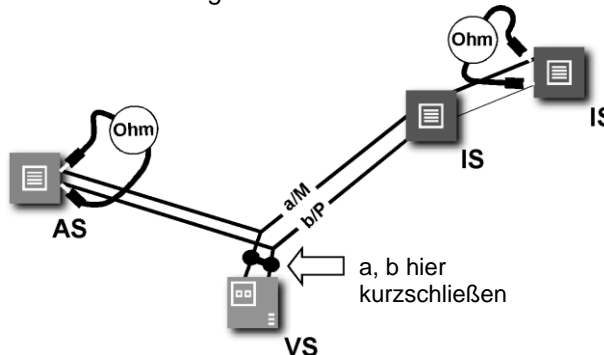 Ohm
Ohm
IS
IS
AS
a/M
b/P
a, b hier
kurzschließen
VS